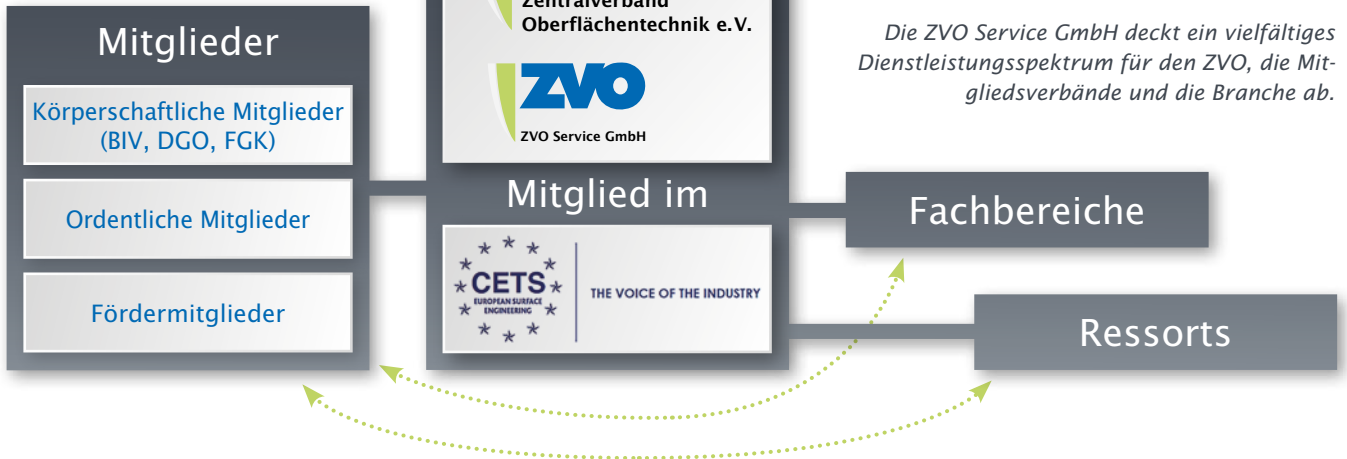 Mitglieder
Körperschaftliche Mitglieder
(BIV, DGO, FGK)
Ordentliche Mitglieder
Fördermitglieder
Zentralverband
Oberflächentechnik e.V.
ZVO
ZVO Service GmbH
Mitglied im
CETS
EUROPEAN SURFACE
ENGINEERING
THE VOICE OF THE INDUSTRY
Die ZVO Service GmbH deckt ein vielfältiges
Dienstleistungsspektrum für den ZVO, die Mit-
gliedsverbände und die Branche ab.
Fachbereiche
Ressorts